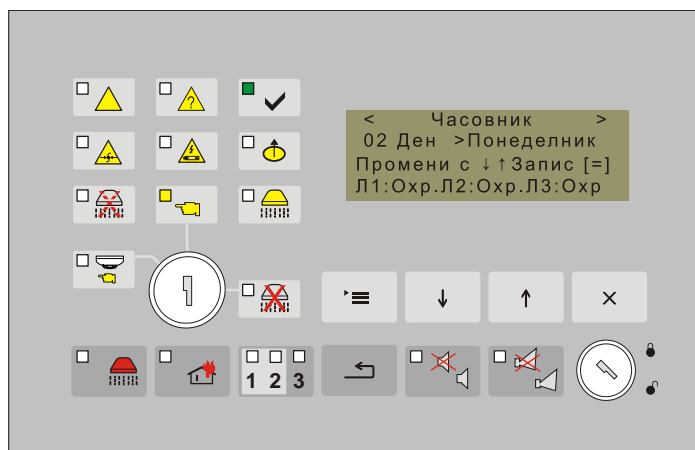 < Часовник >
02 Ден >Понеделник
Промени с ↓↑Запис [=]
Л1:Охр.Л2:Охр.Л3:Охр
?
1 2 3